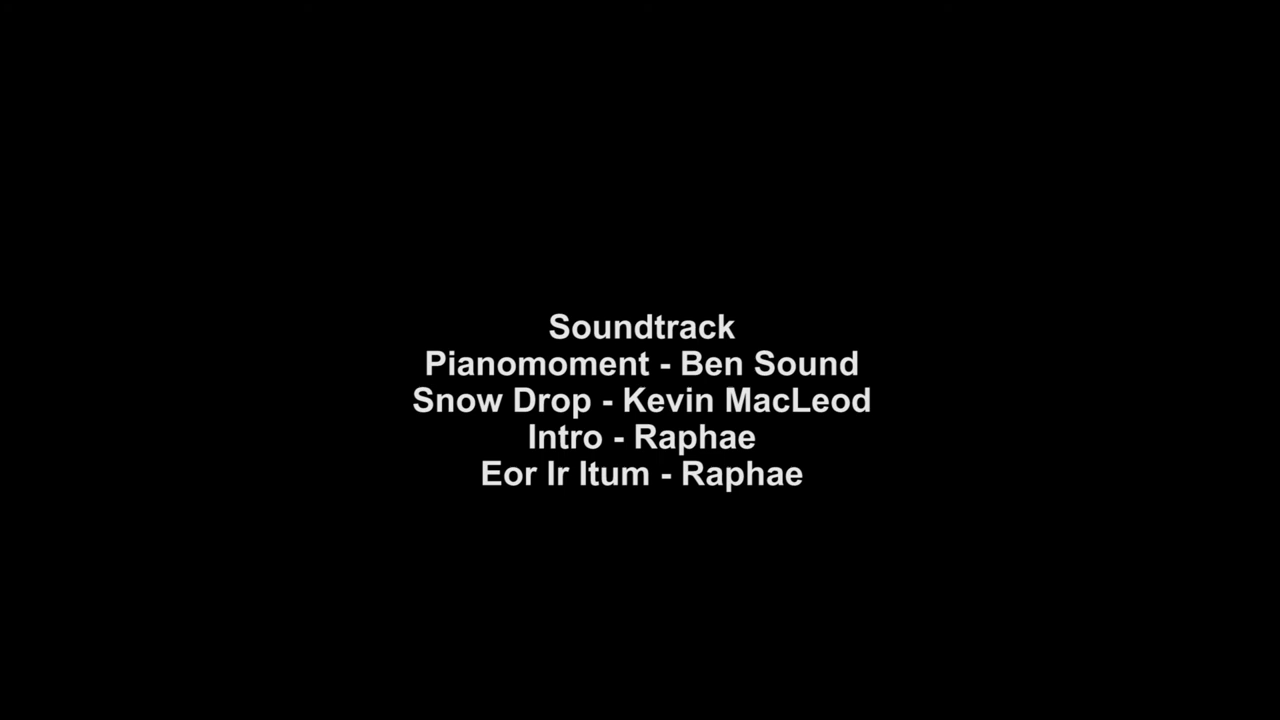 Soundtrack
Pianomoment - Ben Sound
Snow Drop - Kevin MacLeod
Intro - Raphae
Eor Ir Itum - Raphae